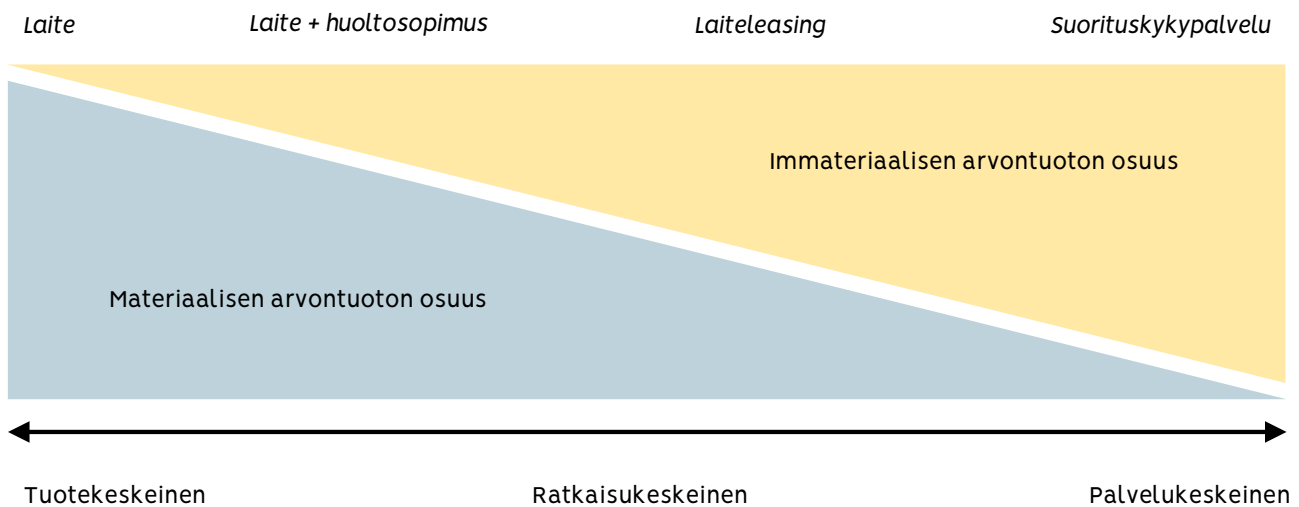 Laite
Laite + huoltosopimus
Laiteleasing
Suorituskykypalvelu
Immateriaalisen arvontuoton osuus
Materiaalisen arvontuoton osuus
Tuotekeskeinen
Ratkaisukeskeinen
Palvelukeskeinen